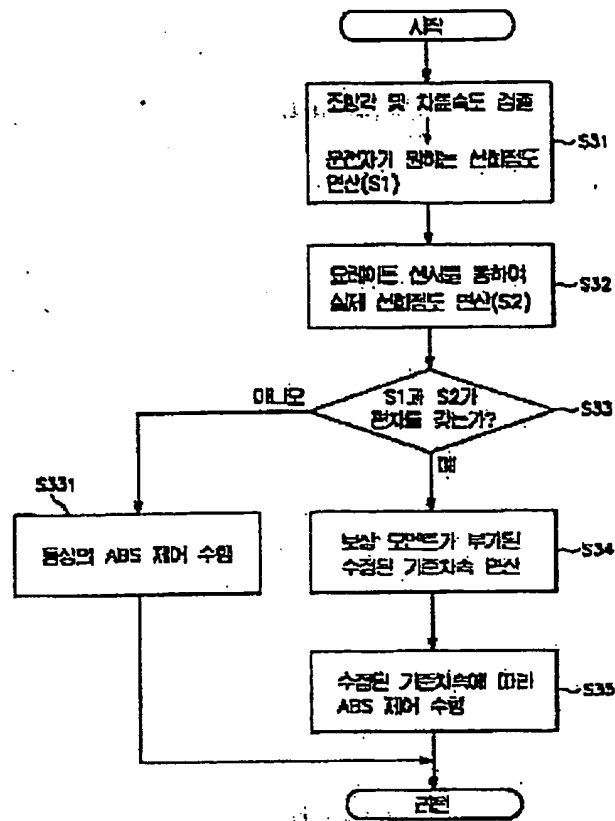 시작
조향각 및 차륜속도 검출
S31
운전자가 원하는 선회정도
연산(S1)
요레이트 센서를 통하여
실제 선회정도 연산(S2)
S32
S1과 S2가
편차를 갖는가?
S33
아니오
예
S331
통상의 ABS 제어 수행
보상 모멘트가 부가된
수정된 기준차속 연산
S34
수정된 기준차속에 따라
ABS 제어 수행
S35
리턴